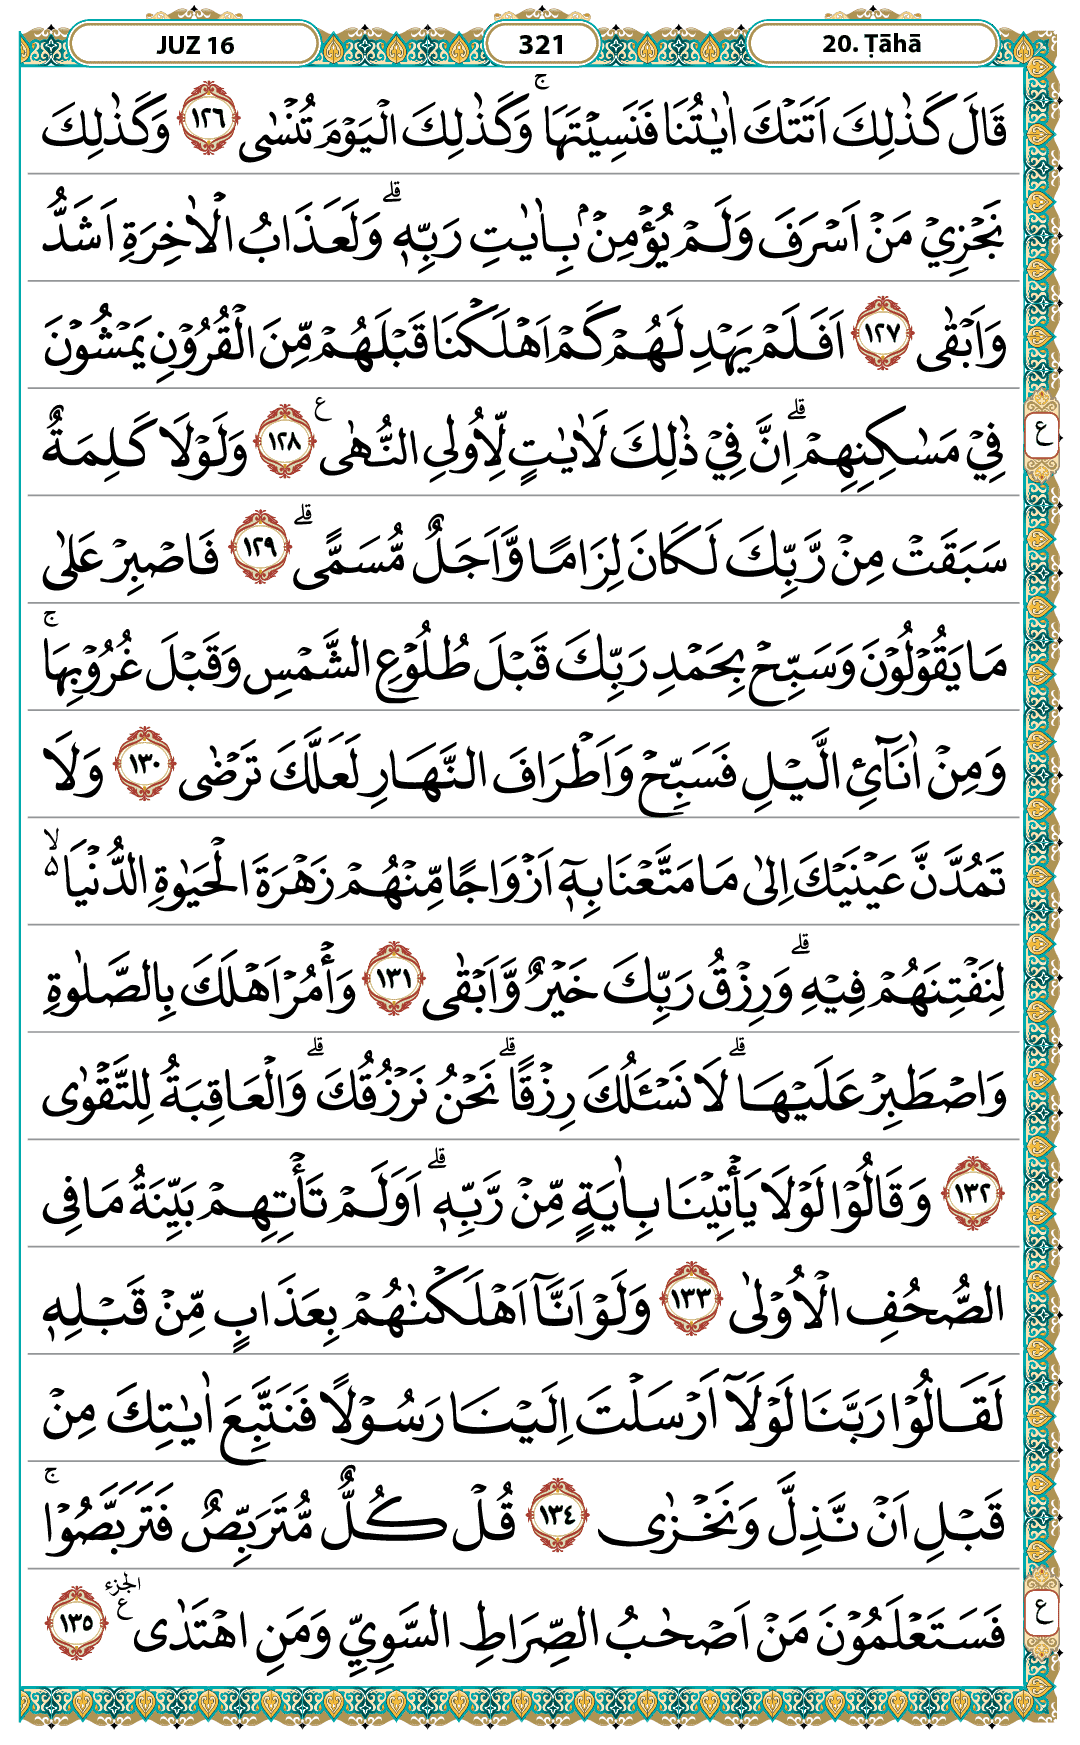 JUZ 16 321 20. Ṭāhā
قَالَ كَذٰلِكَ اَتَتْكَ اٰيٰتُنَا فَنَسِيْتَهَا ۚ وَكَذٰلِكَ الْيَوْمَ تُنْسٰى ١٢٦ وَكَذٰلِكَ
نَجْزِيْ مَنْ اَسْرَفَ وَلَمْ يُؤْمِنْۢ بِاٰيٰتِ رَبِّهٖ ۗ وَلَعَذَابُ الْاٰخِرَةِ اَشَدُّ
وَاَبْقٰى ١٢٧ اَفَلَمْ يَهْدِ لَهُمْ كَمْ اَهْلَكْنَا قَبْلَهُمْ مِّنَ الْقُرُوْنِ يَمْشُوْنَ
فِيْ مَسٰكِنِهِمْ ۗ اِنَّ فِيْ ذٰلِكَ لَاٰيٰتٍ لِّاُولِى النُّهٰى ع ١٢٨ وَلَوْلَا كَلِمَةٌ
ع
سَبَقَتْ مِنْ رَّبِّكَ لَكَانَ لِزَامًا وَّاَجَلٌ مُّسَمًّى ۗ ١٢٩ فَاصْبِرْ عَلٰى
مَا يَقُوْلُوْنَ وَسَبِّحْ بِحَمْدِ رَبِّكَ قَبْلَ طُلُوْعِ الشَّمْسِ وَقَبْلَ غُرُوْبِهَا ۚ
وَمِنْ اٰنَاۤئِ الَّيْلِ فَسَبِّحْ وَاَطْرَافَ النَّهَارِ لَعَلَّكَ تَرْضٰى ١٣٠ وَلَا
تَمُدَّنَّ عَيْنَيْكَ اِلٰى مَا مَتَّعْنَا بِهٖٓ اَزْوَاجًا مِّنْهُمْ زَهْرَةَ الْحَيٰوةِ الدُّنْيَا ەۙ
لِنَفْتِنَهُمْ فِيْهِ ۗ وَرِزْقُ رَبِّكَ خَيْرٌ وَّاَبْقٰى ١٣١ وَأْمُرْ اَهْلَكَ بِالصَّلٰوةِ
وَاصْطَبِرْ عَلَيْهَا ۗ لَا نَسْـَٔلُكَ رِزْقًا ۗ نَحْنُ نَرْزُقُكَ ۗ وَالْعَاقِبَةُ لِلتَّقْوٰى
١٣٢ وَقَالُوْا لَوْلَا يَأْتِيْنَا بِاٰيَةٍ مِّنْ رَّبِّهٖ ۗ اَوَلَمْ تَأْتِهِمْ بَيِّنَةُ مَا فِى
الصُّحُفِ الْاُوْلٰى ١٣٣ وَلَوْ اَنَّآ اَهْلَكْنٰهُمْ بِعَذَابٍ مِّنْ قَبْلِهٖ
لَقَالُوْا رَبَّنَا لَوْلَآ اَرْسَلْتَ اِلَيْنَا رَسُوْلًا فَنَتَّبِعَ اٰيٰتِكَ مِنْ
قَبْلِ اَنْ نَّذِلَّ وَنَخْزٰى ١٣٤ قُلْ كُلٌّ مُّتَرَبِّصٌ فَتَرَبَّصُوْا ۚ
فَسَتَعْلَمُوْنَ مَنْ اَصْحٰبُ الصِّرَاطِ السَّوِيِّ وَمَنِ اهْتَدٰى ع الجزء ١٣٥
ع